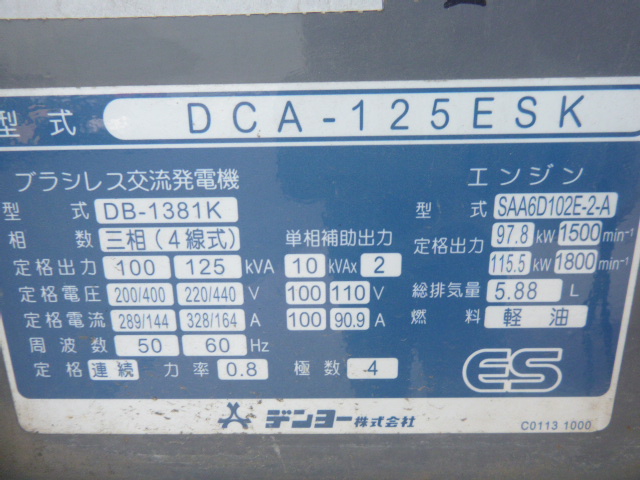 型式 DCA-125ESK
ブラシレス交流発電機
型式 DB-1381K
相数 三相(4線式)
定格出力 100 125 kVA
定格電圧 200/400 220/440 V
定格電流 289/144 328/164 A
周波数 50 60 Hz
定格 連続 力率 0.8 極数 4
単相補助出力
10 kVAx 2
100 110 V
100 90.9 A
エンジン
型式 SAA6D102E-2-A
定格出力 97.8 kW 1500 min⁻¹
115.5 kW 1800 min⁻¹
総排気量 5.88 L
燃料 軽油
ES
デンヨー株式会社
C0113 1000